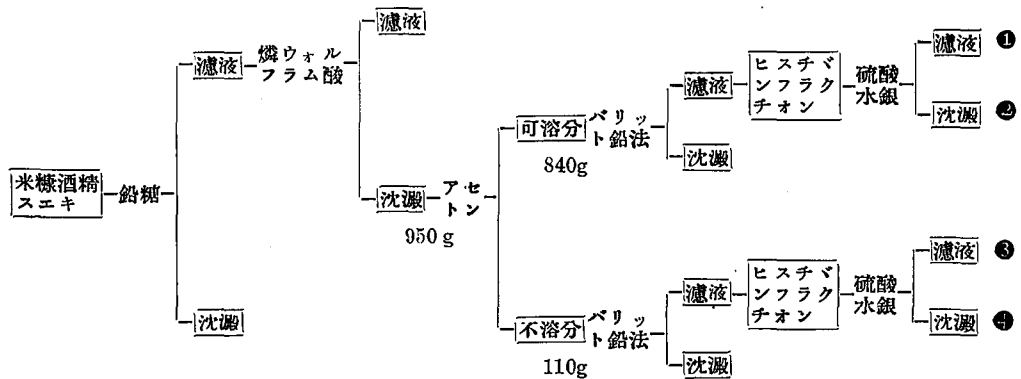 濾液
濾液
燐ウォル
フラム酸
濾液
❶
ヒスチヾ
ンフラク
チオン
硫酸
水銀
濾液
可溶分
バリッ
ト鉛法
沈澱
❷
840g
沈澱
米糠酒精
スエキ
鉛糖
沈澱
アセ
トン
950g
濾液
❸
ヒスチヾ
ンフラク
チオン
硫酸
水銀
濾液
沈澱
不溶分
バリッ
ト鉛法
沈澱
❹
110g
沈澱